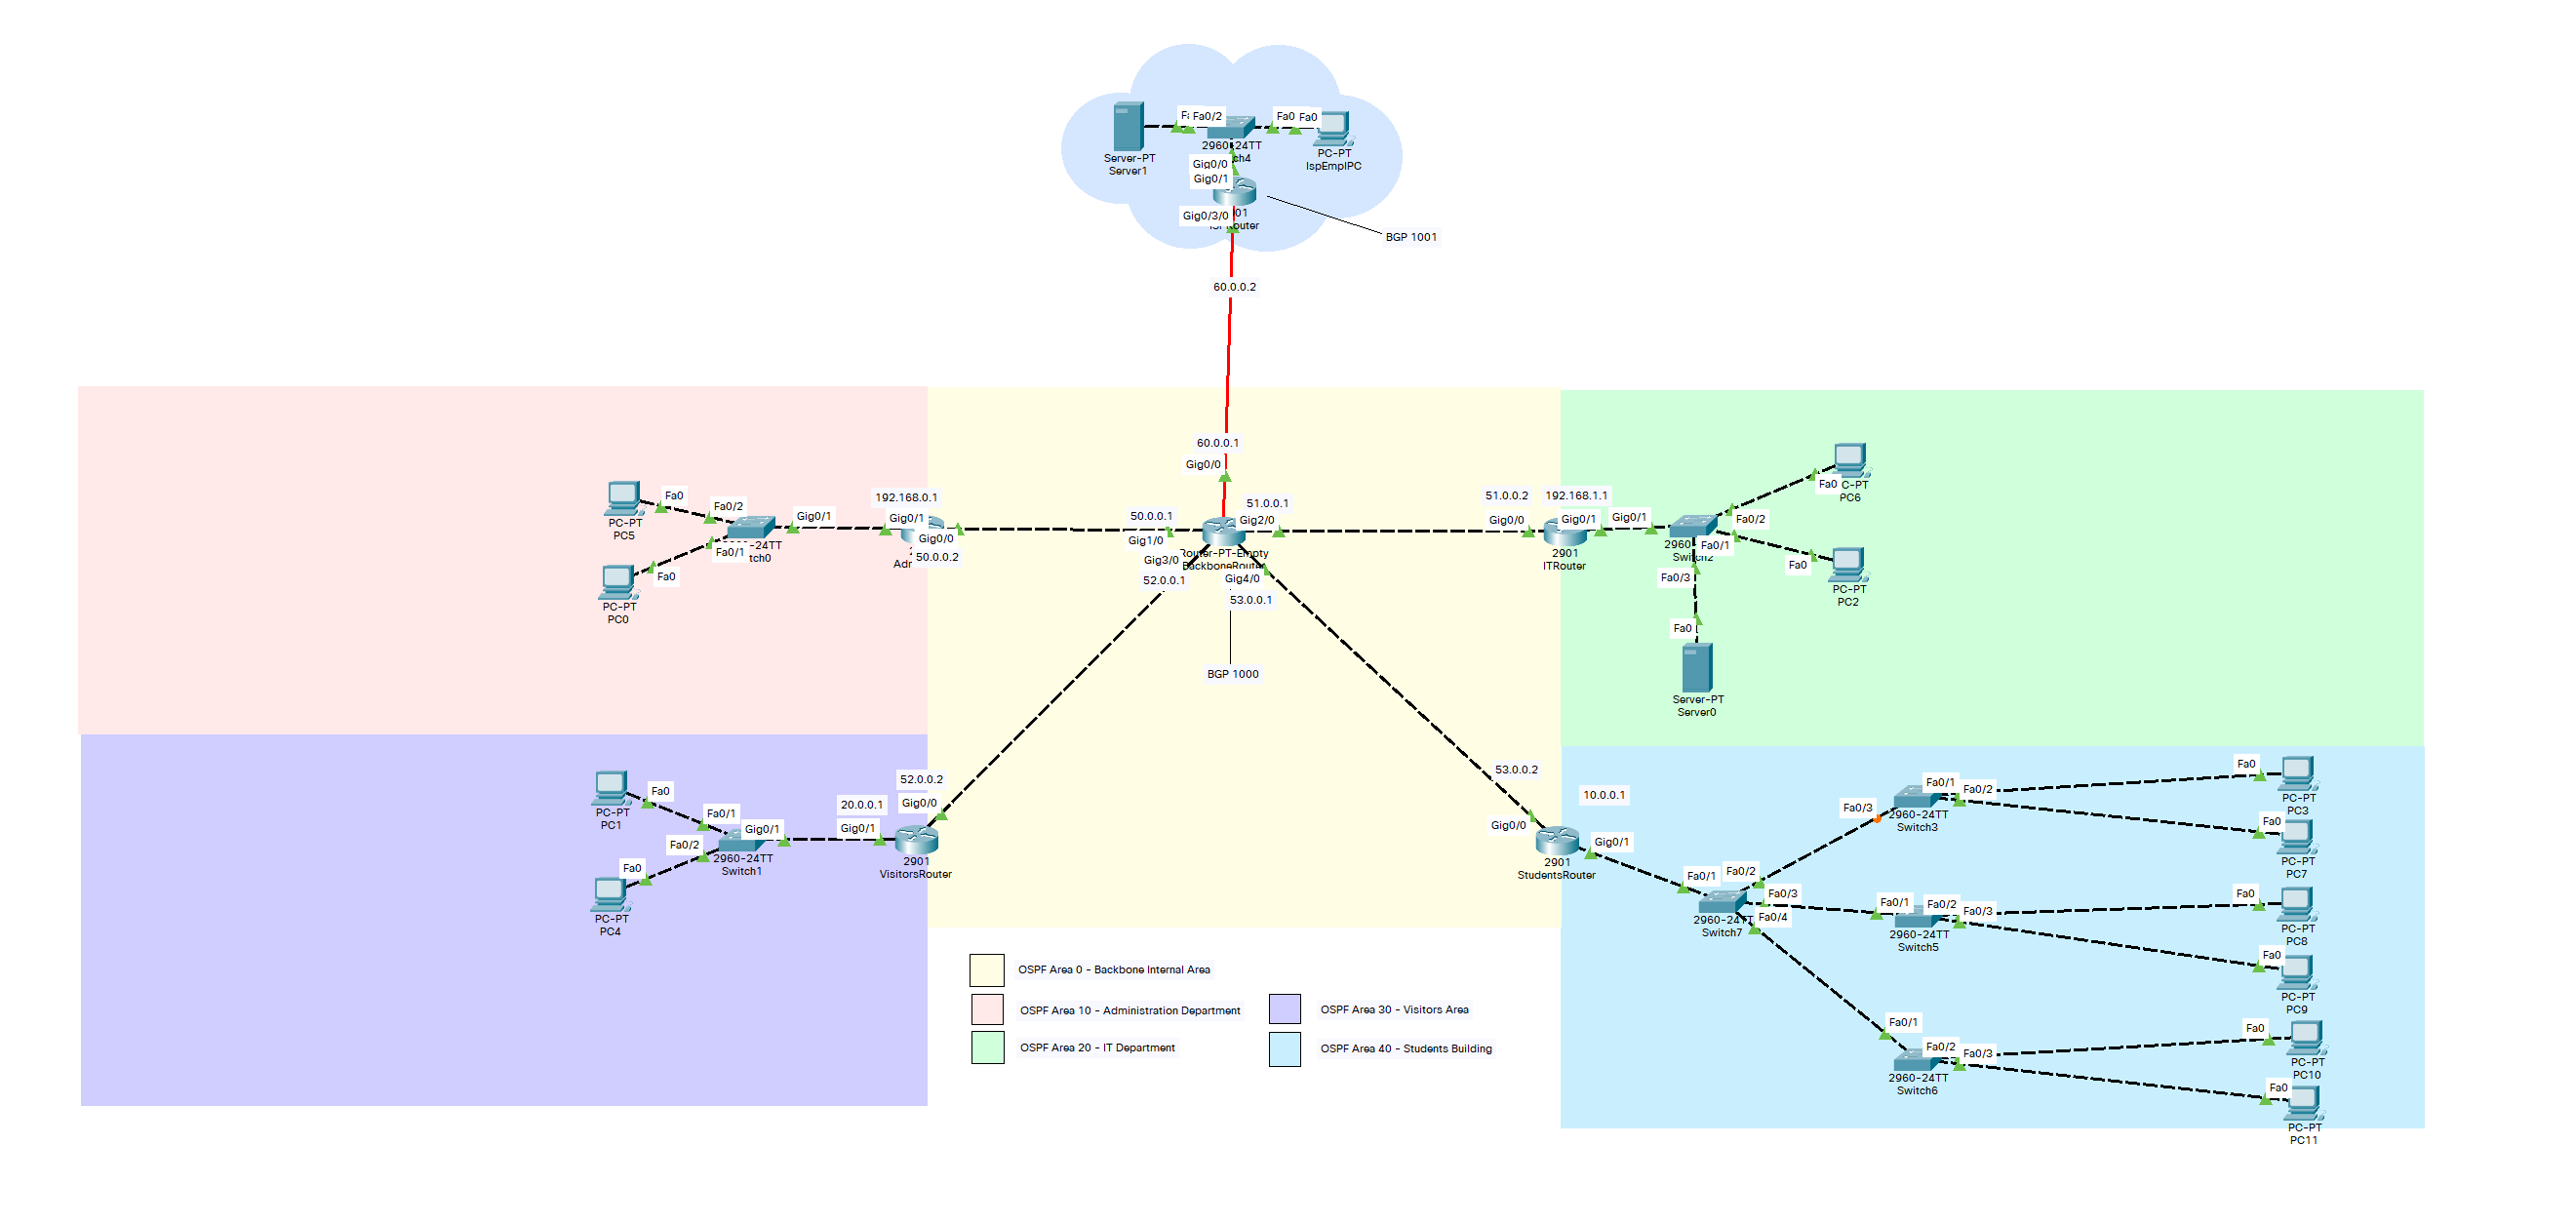 Fa0/2
Fa0
Fa0
Server-PT
Server1
2960-24TT
ch4
PC-PT
IspEmplPC
Gig0/0
Gig0/1
Gig0/3/0
01
Router
BGP 1001
60.0.0.2
60.0.0.1
Gig0/0
PC-PT
PC5
Fa0
Fa0/2
Gig0/1
192.168.0.1
Gig0/1
Gig0/0
50.0.0.2
Adr
-24TT
tch0
Fa0/1
Fa0
PC-PT
PC0
50.0.0.1
Gig1/0
51.0.0.1
Gig2/0
Router-PT-Empty
BackboneRouter
Gig3/0
52.0.0.1
Gig4/0
53.0.0.1
BGP 1000
51.0.0.2
192.168.1.1
Gig0/0
Gig0/1
Gig0/1
2901
ITRouter
2960
Switch2
Fa0/2
Fa0/1
Fa0/3
Fa0
C-PT
PC6
Fa0
PC-PT
PC2
Fa0
Server-PT
Server0
PC-PT
PC1
Fa0
Fa0/1
Gig0/1
Fa0/2
2960-24TT
Switch1
Fa0
PC-PT
PC4
20.0.0.1
Gig0/1
52.0.0.2
Gig0/0
2901
VisitorsRouter
53.0.0.2
10.0.0.1
Gig0/0
Gig0/1
2901
StudentsRouter
Fa0/1
Fa0/2
Fa0/3
Fa0/4
2960-24TT
Switch7
Fa0/3
Fa0/1
Fa0/2
2960-24TT
Switch3
Fa0
PC-PT
PC3
Fa0
PC-PT
PC7
Fa0/1
Fa0/2
Fa0/3
2960-24TT
Switch5
Fa0
PC-PT
PC8
Fa0
PC-PT
PC9
Fa0/1
Fa0/2
Fa0/3
2960-24TT
Switch6
Fa0
PC-PT
PC10
Fa0
PC-PT
PC11
OSPF Area 0 - Backbone Internal Area
OSPF Area 10 - Administration Department
OSPF Area 20 - IT Department
OSPF Area 30 - Visitors Area
OSPF Area 40 - Students Building